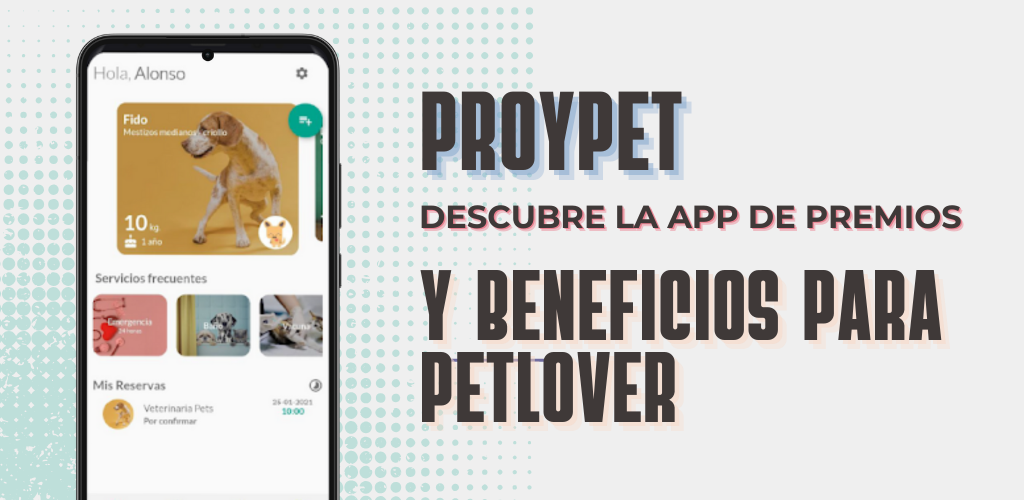 Hola, Alonso
Fido
Mestizos medianos, criollo
10 kg.
1 año
Servicios frecuentes
Emergencia
24 horas
Baño
Vacuna
Mis Reservas
Veterinaria Pets
Por confirmar
26-01-2021
10:00
PROYPET
DESCUBRE LA APP DE PREMIOS
Y BENEFICIOS PARA
PETLOVER